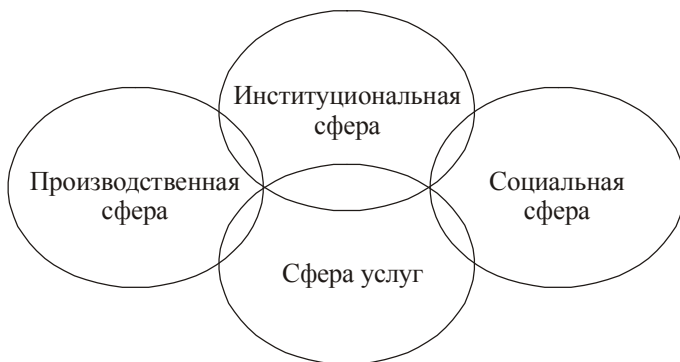 Институциональная
сфера
Производственная
сфера
Социальная
сфера
Сфера услуг